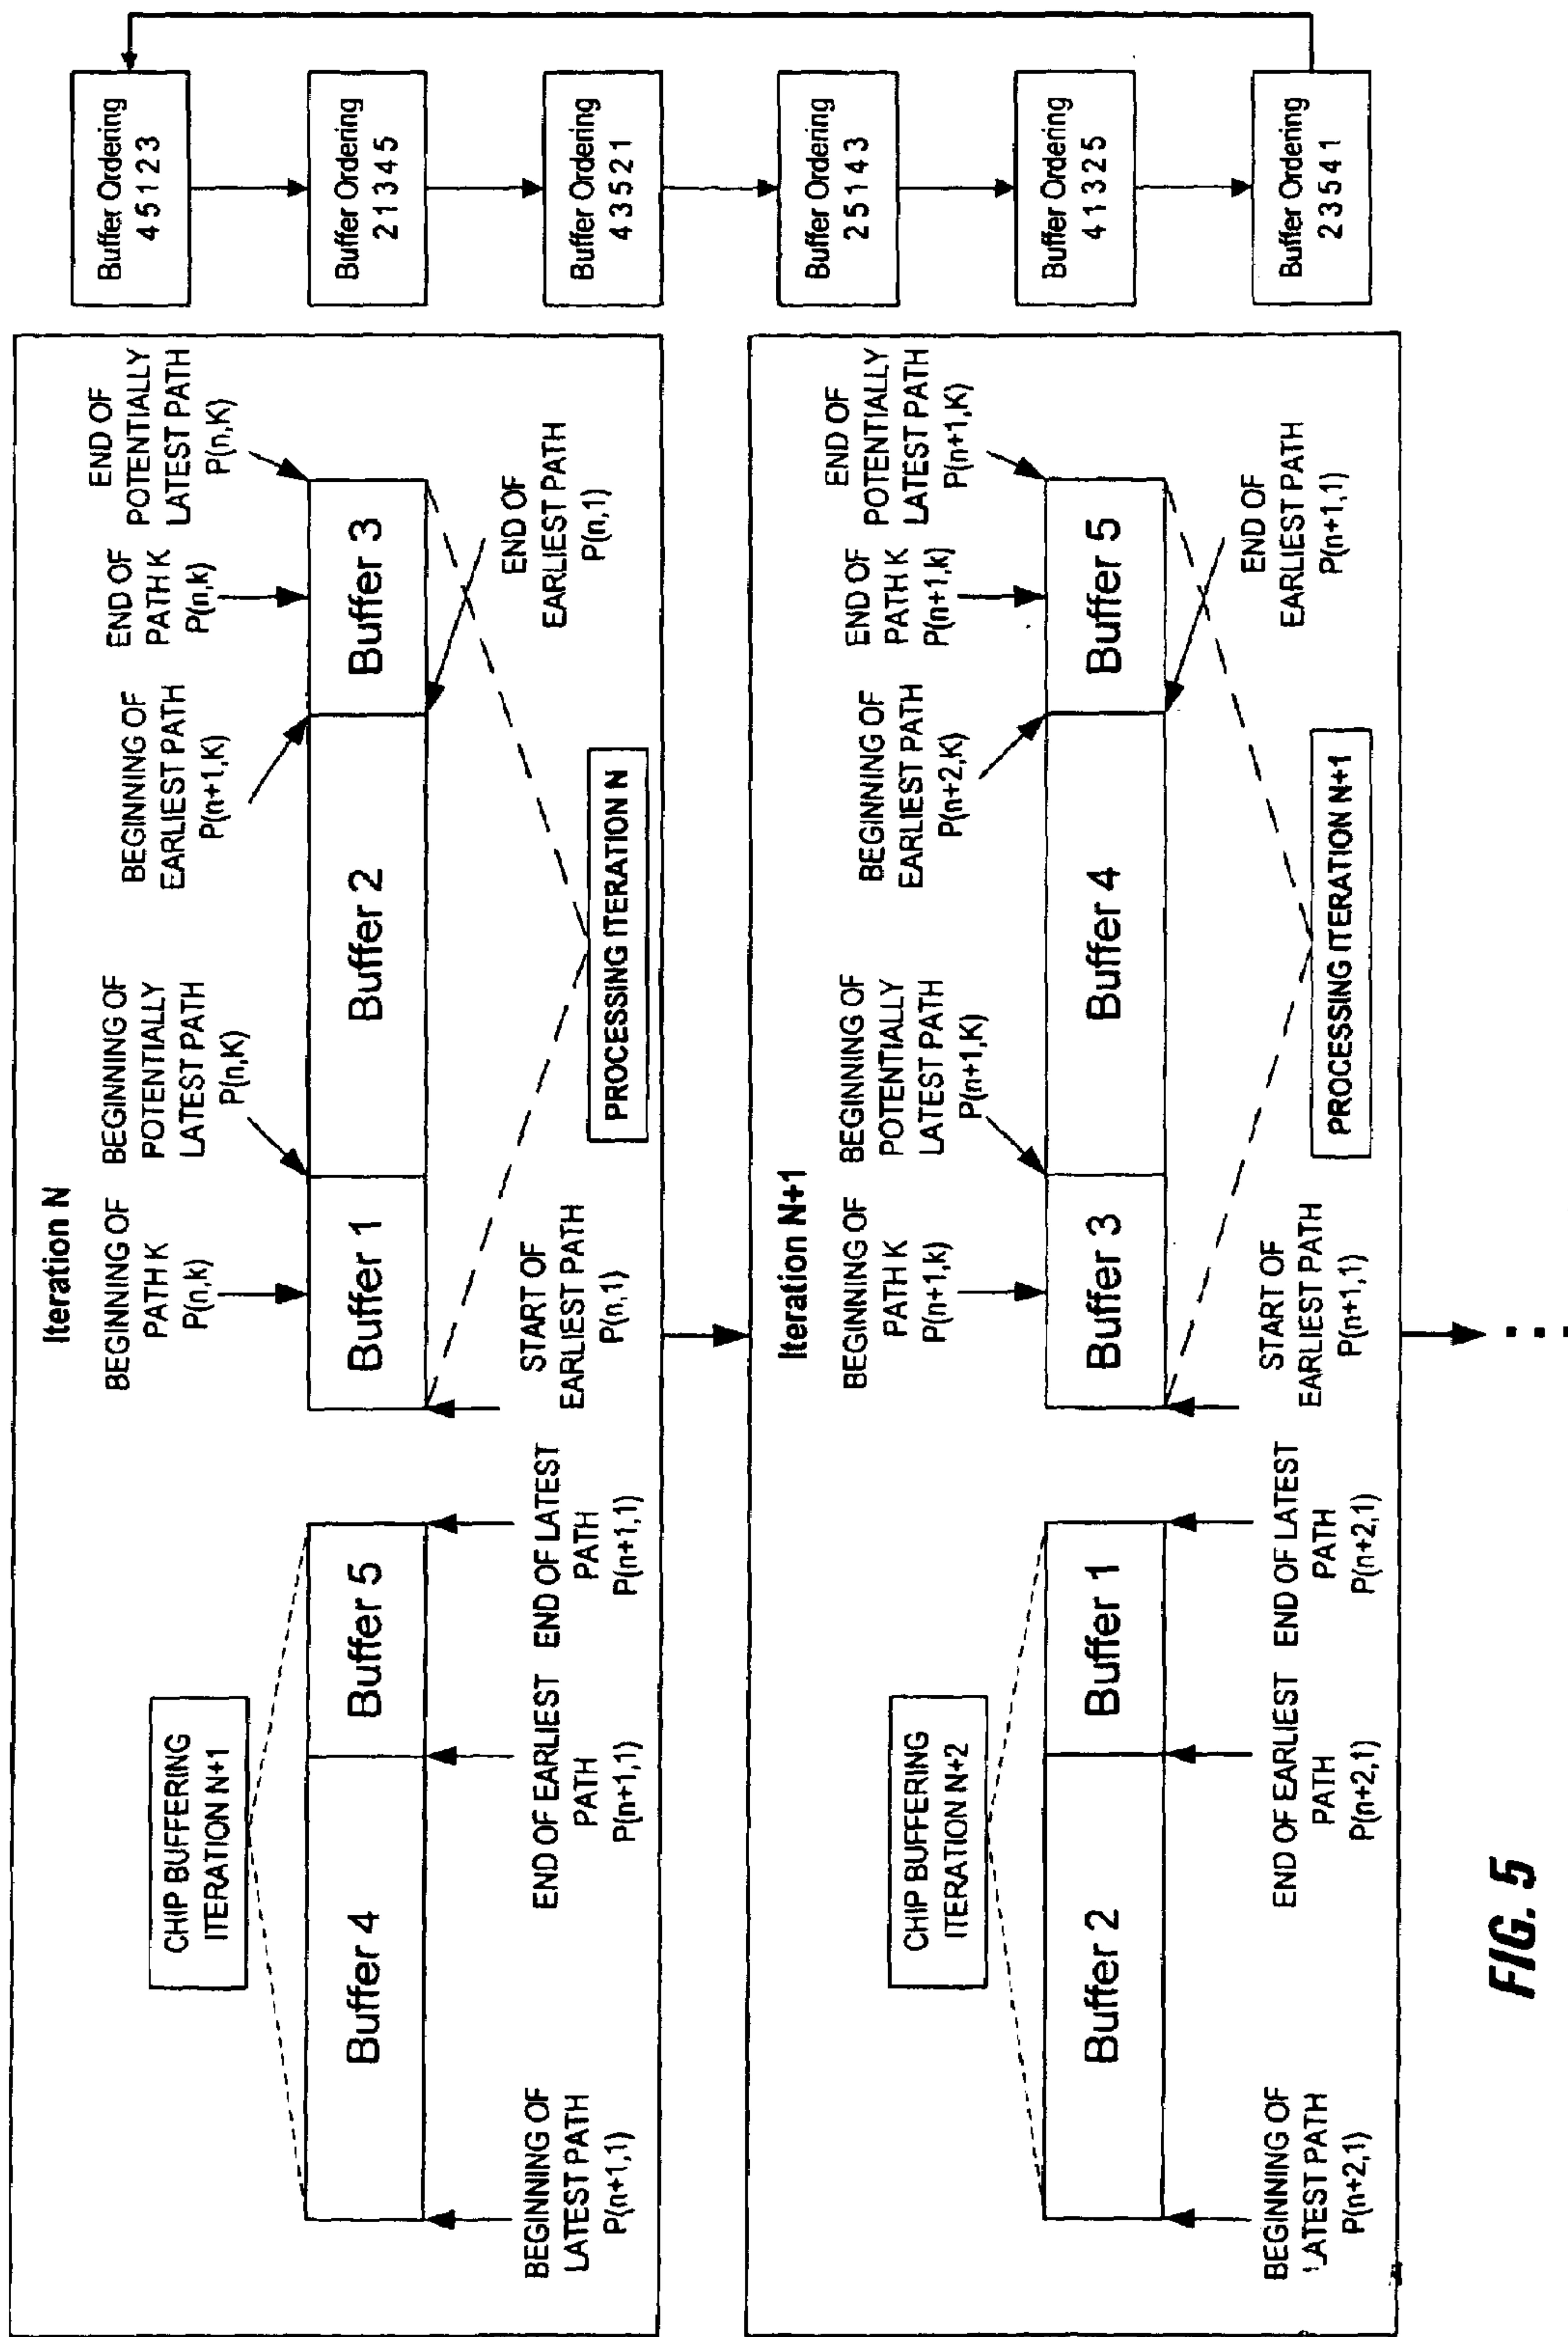 Iteration N
CHIP BUFFERING
ITERATION N+1
Buffer 4
Buffer 5
BEGINNING OF
LATEST PATH
P(n+1,1)
END OF EARLIEST
PATH
P(n+1,1)
END OF LATEST
PATH
P(n+1,1)
BEGINNING OF
PATH K
P(n,k)
BEGINNING OF
POTENTIALLY
LATEST PATH
P(n,K)
BEGINNING OF
EARLIEST PATH
P(n+1,K)
END OF
PATH K
P(n,k)
END OF
POTENTIALLY
LATEST PATH
P(n,K)
Buffer 1
Buffer 2
Buffer 3
START OF
EARLIEST PATH
P(n,1)
PROCESSING ITERATION N
END OF
EARLIEST PATH
P(n,1)
Iteration N+1
CHIP BUFFERING
ITERATION N+2
Buffer 2
Buffer 1
BEGINNING OF
LATEST PATH
P(n+2,1)
END OF EARLIEST
PATH
P(n+2,1)
END OF LATEST
PATH
P(n+2,1)
BEGINNING OF
PATH K
P(n+1,k)
BEGINNING OF
POTENTIALLY
LATEST PATH
P(n+1,K)
BEGINNING OF
EARLIEST PATH
P(n+2,K)
END OF
PATH K
P(n+1,k)
END OF
POTENTIALLY
LATEST PATH
P(n+1,K)
Buffer 3
Buffer 4
Buffer 5
START OF
EARLIEST PATH
P(n+1,1)
PROCESSING ITERATION N+1
END OF
EARLIEST PATH
P(n+1,1)
Buffer Ordering
4 5 1 2 3
Buffer Ordering
2 1 3 4 5
Buffer Ordering
4 3 5 2 1
Buffer Ordering
2 5 1 4 3
Buffer Ordering
4 1 3 2 5
Buffer Ordering
2 3 5 4 1
FIG. 5